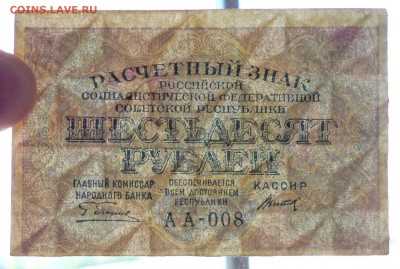 COINS.LAVE.RU
РАСЧЕТНЫЙ ЗНАК
РОССИЙСКОЙ
СОЦИАЛИСТИЧЕСКОЙ ФЕДЕРАТИВНОЙ
СОВЕТСКОЙ РЕСПУБЛИКИ
ШЕСТЬДЕСЯТ
РУБЛЕЙ
ГЛАВНЫЙ КОМИССАР
НАРОДНОГО БАНКА
ОБЕСПЕЧИВАЕТСЯ
ВСЕМ ДОСТОЯНИЕМ
РЕСПУБЛИКИ
КАССИР
АА-008